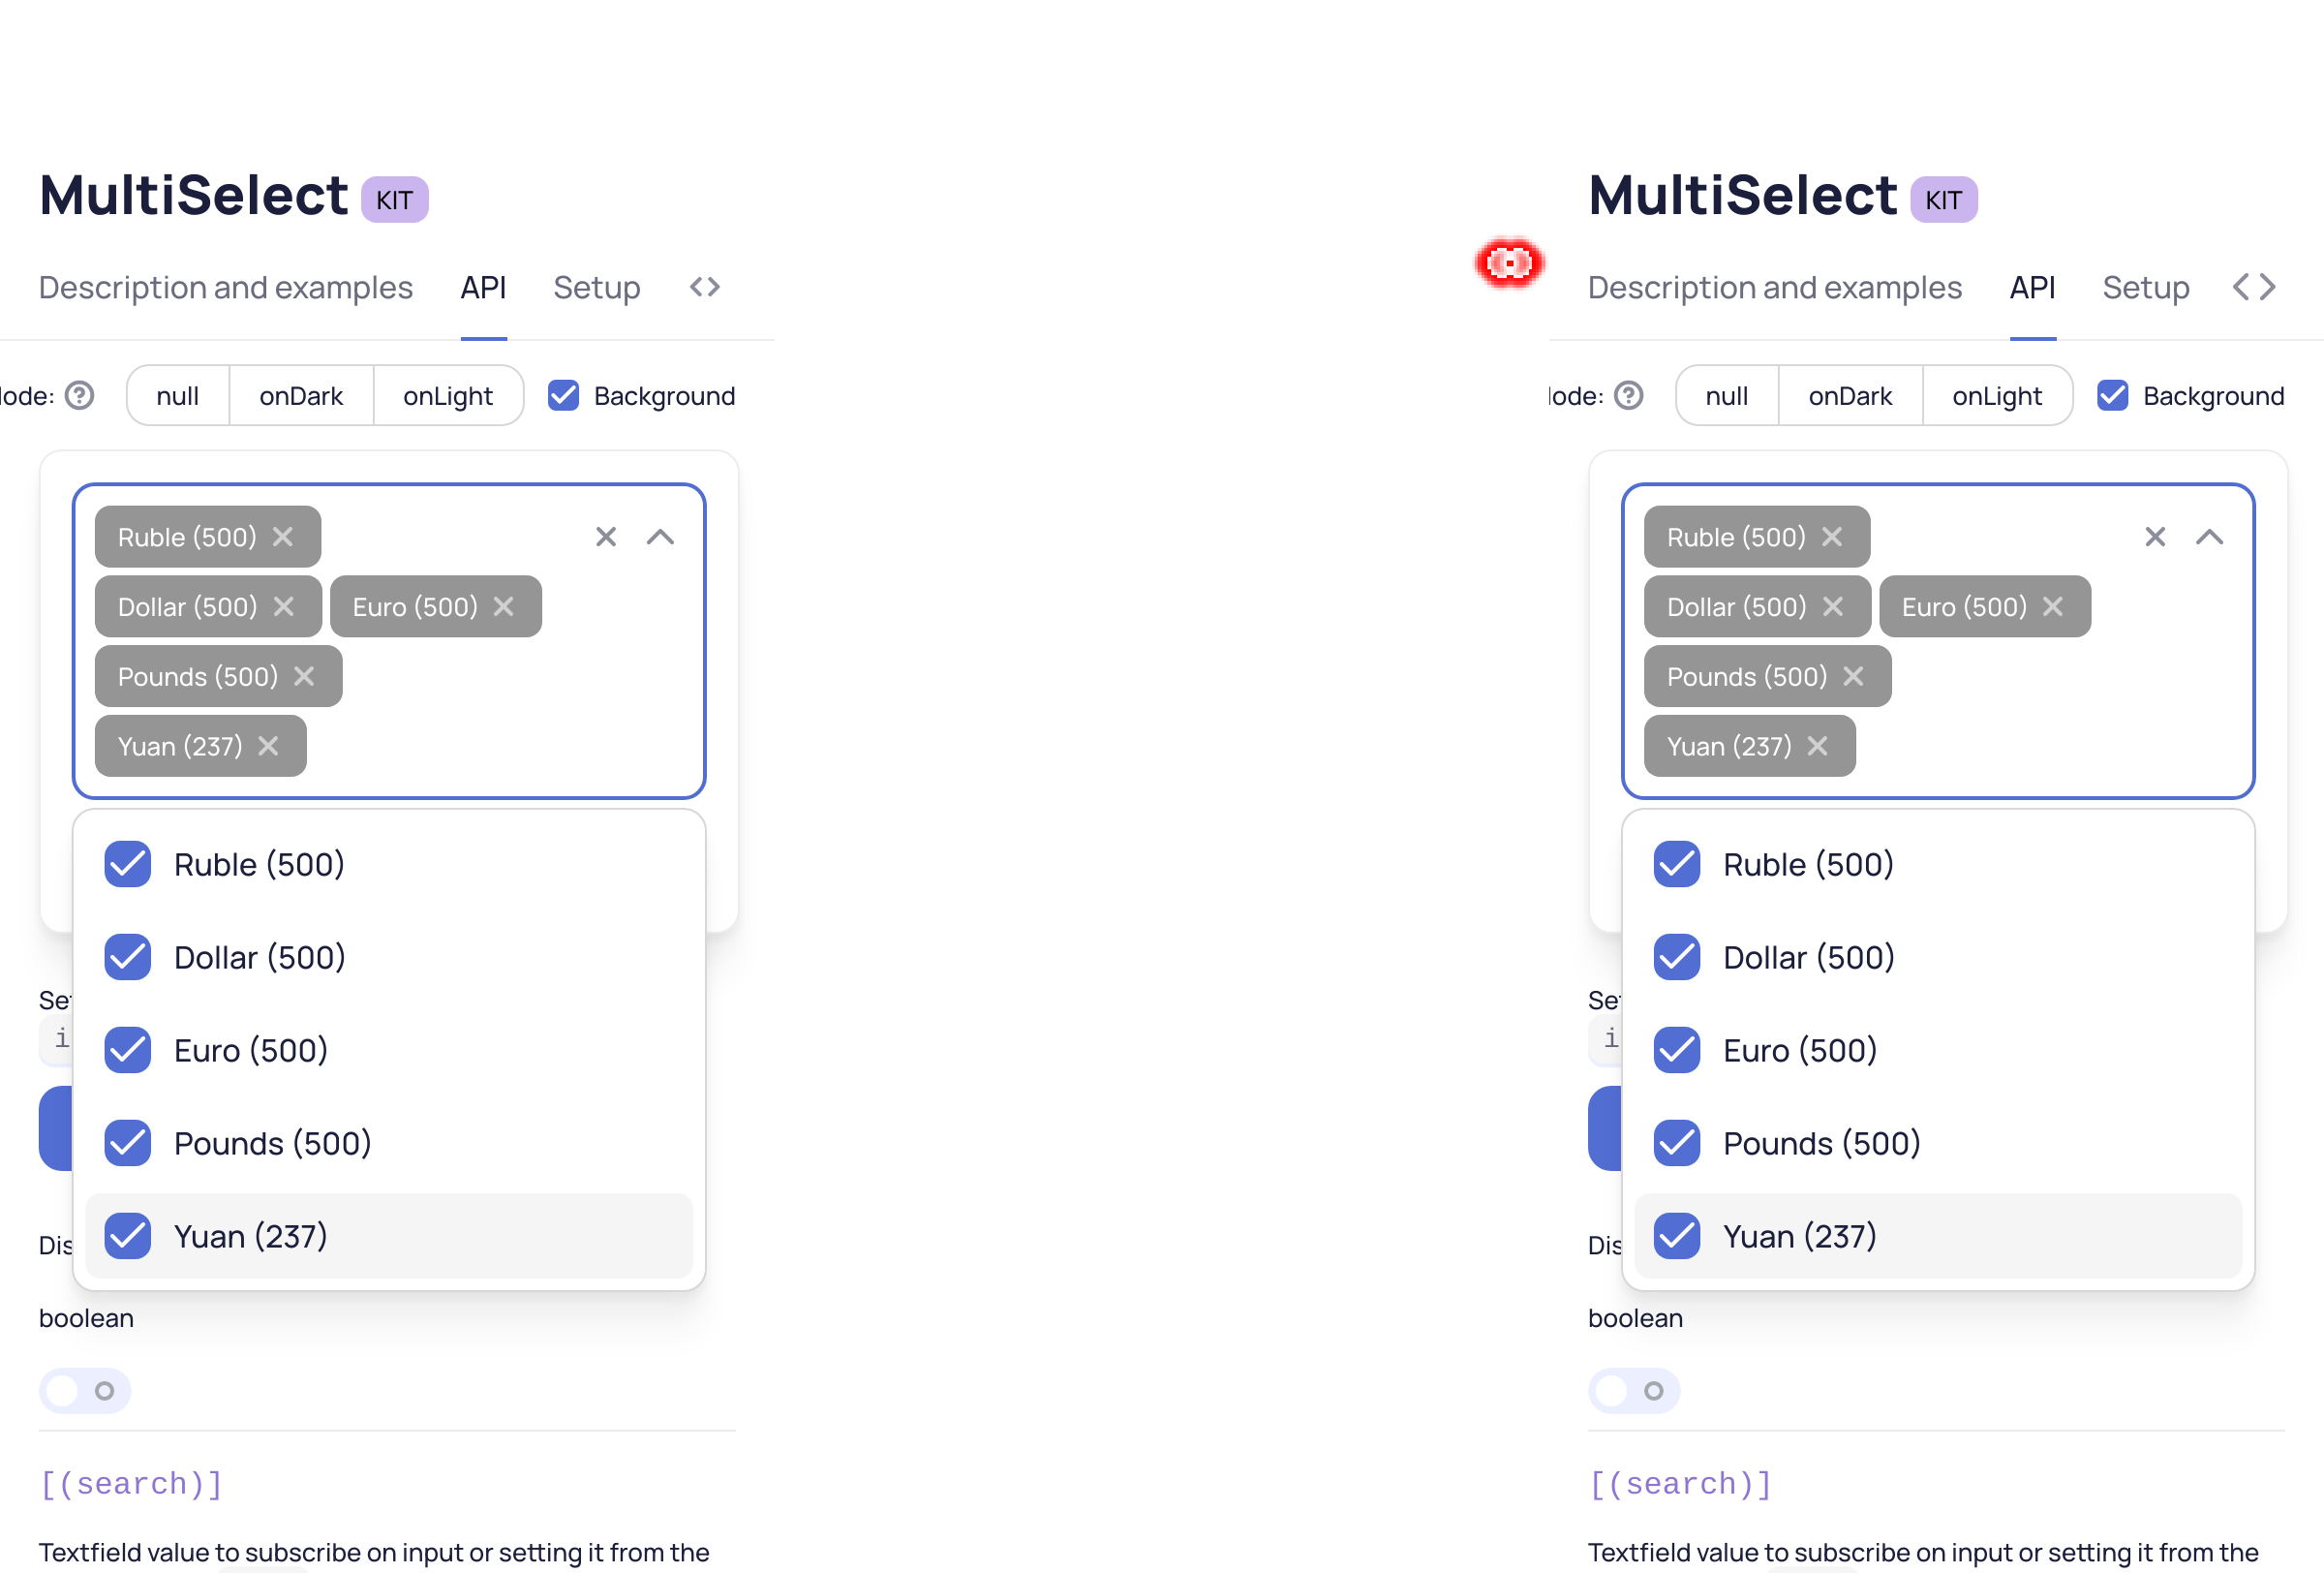 MultiSelect KIT
Description and examples API Setup
ode: null onDark onLight Background
Ruble (500)
Dollar (500) Euro (500)
Pounds (500)
Yuan (237)
Ruble (500)
Dollar (500)
Euro (500)
Pounds (500)
Yuan (237)
Se
i
Dis
boolean
[(search)]
Textfield value to subscribe on input or setting it from the
MultiSelect KIT
Description and examples API Setup
ode: null onDark onLight Background
Ruble (500)
Dollar (500) Euro (500)
Pounds (500)
Yuan (237)
Ruble (500)
Dollar (500)
Euro (500)
Pounds (500)
Yuan (237)
Se
i
Dis
boolean
[(search)]
Textfield value to subscribe on input or setting it from the